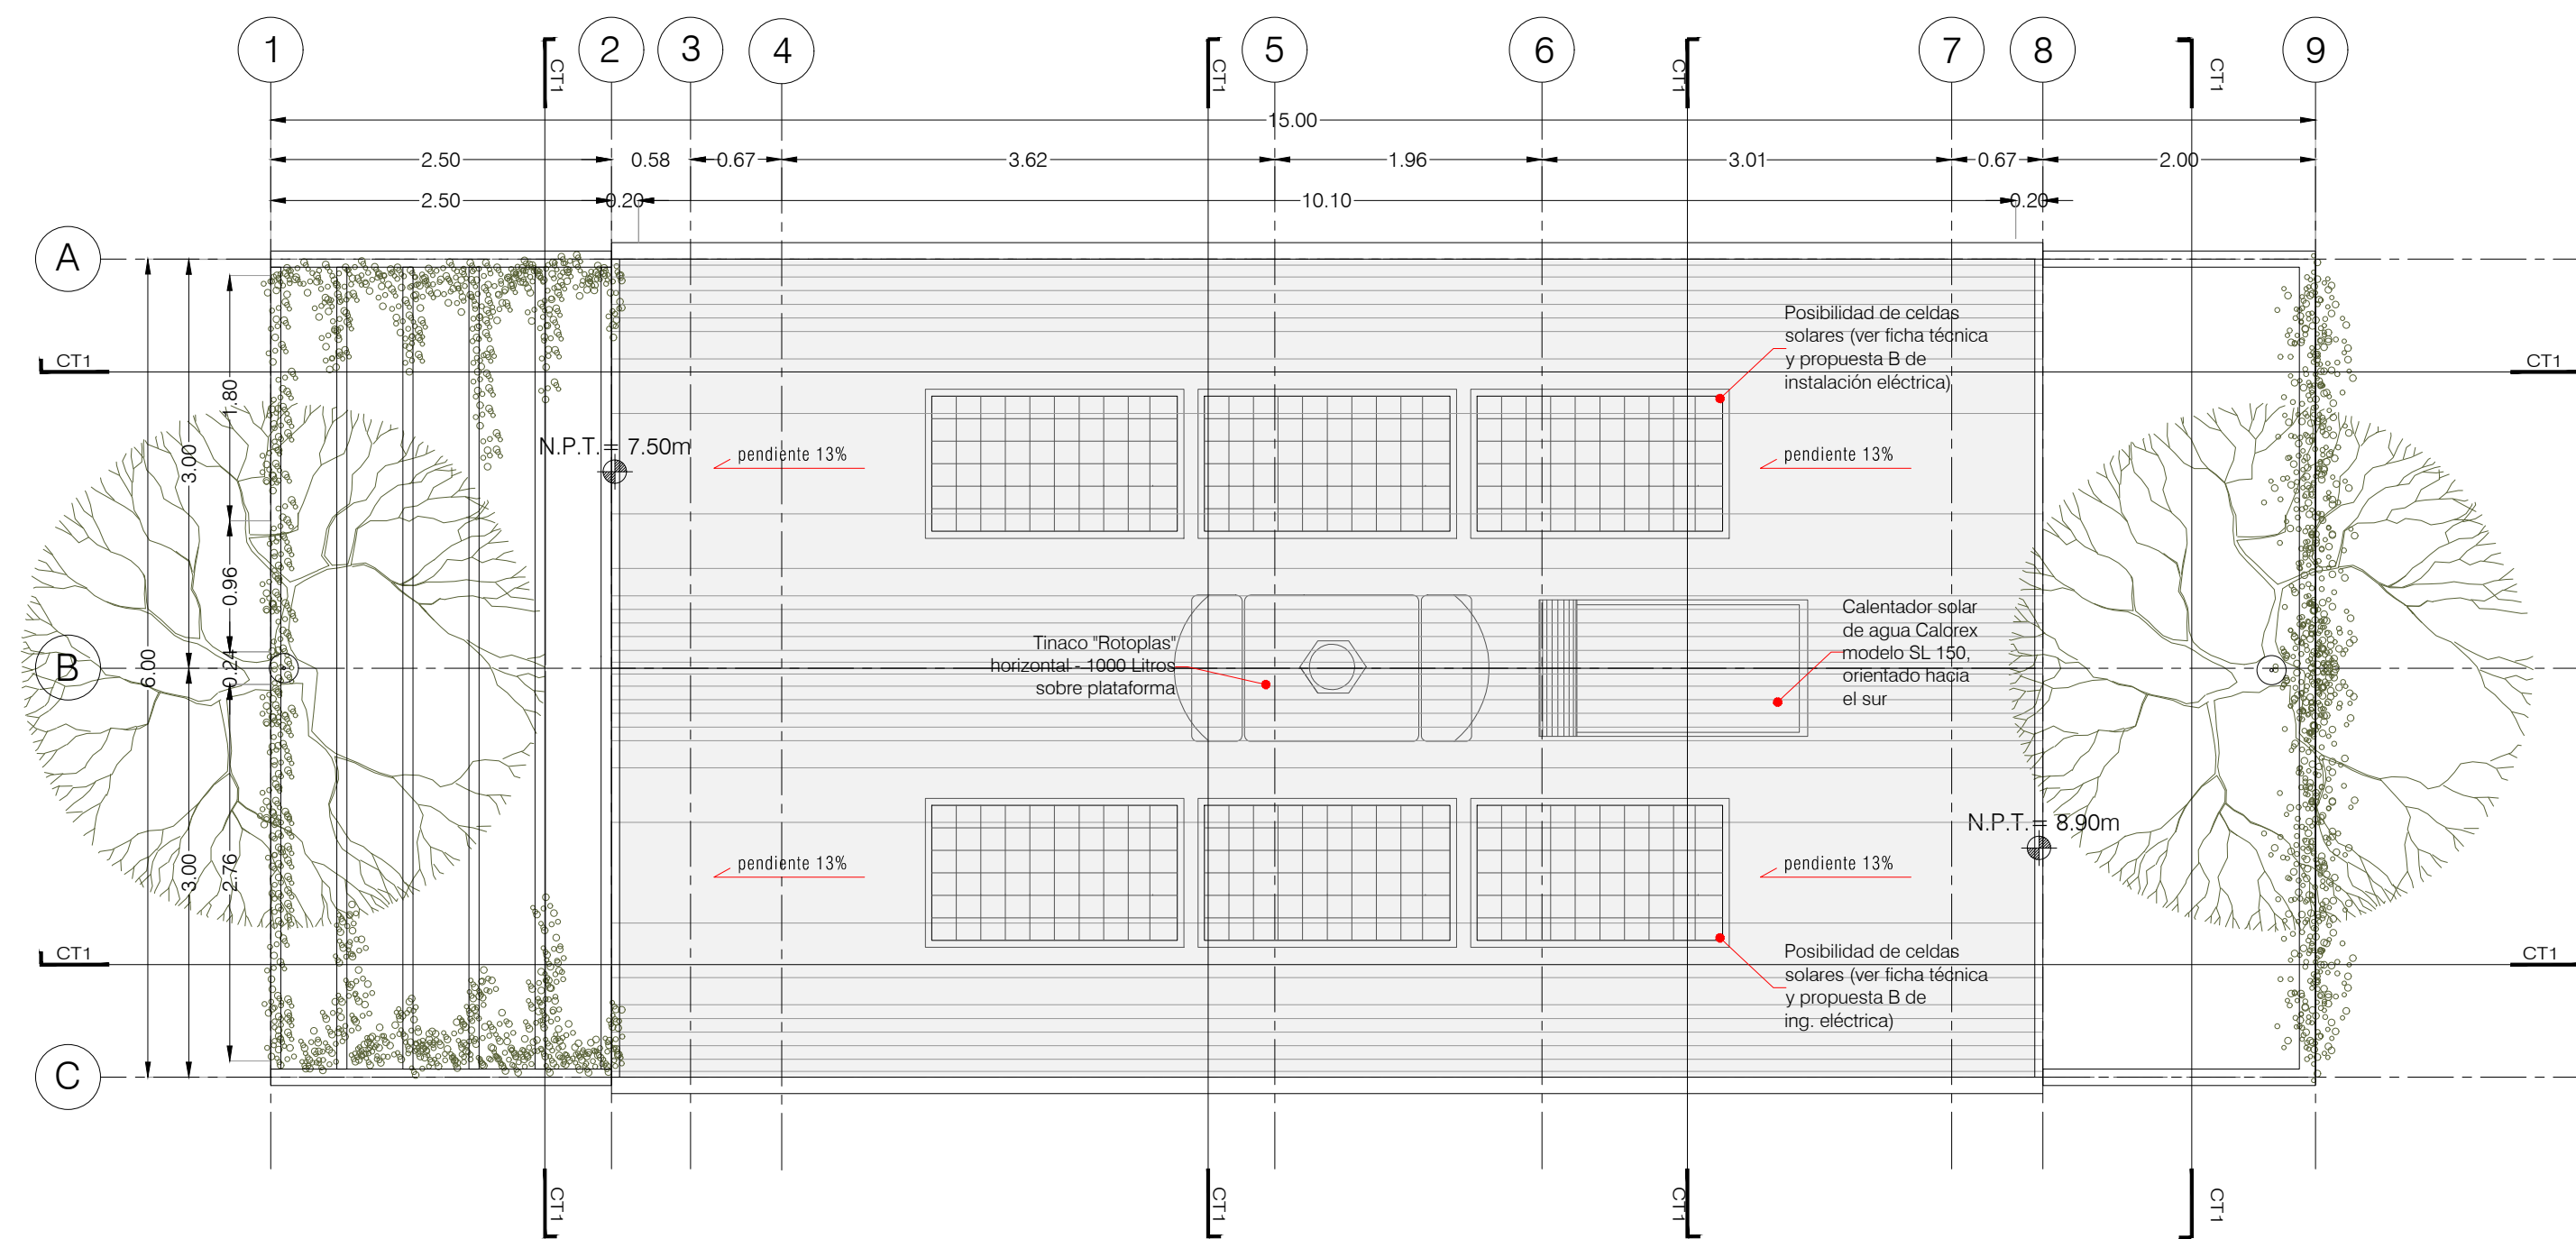 1 2 3 4 5 6 7 8 9
CT1 CT1 CT1 CT1
15.00
2.50 0.58 0.67 3.62 1.96 3.01 0.67 2.00
2.50 0.20 10.10 0.20
A
CT1 CT1
Posibilidad de celdas
solares (ver ficha técnica
y propuesta B de
instalación eléctrica)
1.80
3.00
N.P.T.= 7.50m
pendiente 13%
pendiente 13%
0.96
B
6.00
0.24
Tinaco "Rotoplas"
horizontal - 1000 Litros
sobre plataforma
Calentador solar
de agua Calorex
modelo SL 150,
orientado hacia
el sur
N.P.T.= 8.90m
3.00
2.76
pendiente 13%
pendiente 13%
CT1 CT1
Posibilidad de celdas
solares (ver ficha técnica
y propuesta B de
ing. eléctrica)
C
CT1 CT1 CT1 CT1